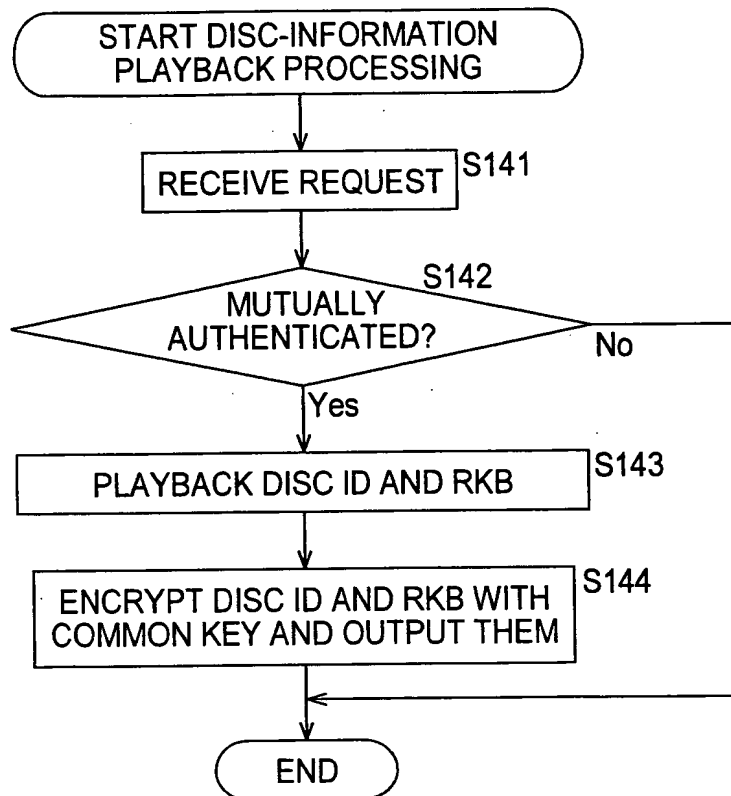 START DISC-INFORMATION
PLAYBACK PROCESSING
RECEIVE REQUEST
S141
S142
MUTUALLY
AUTHENTICATED?
No
Yes
PLAYBACK DISC ID AND RKB
S143
ENCRYPT DISC ID AND RKB WITH
COMMON KEY AND OUTPUT THEM
S144
END